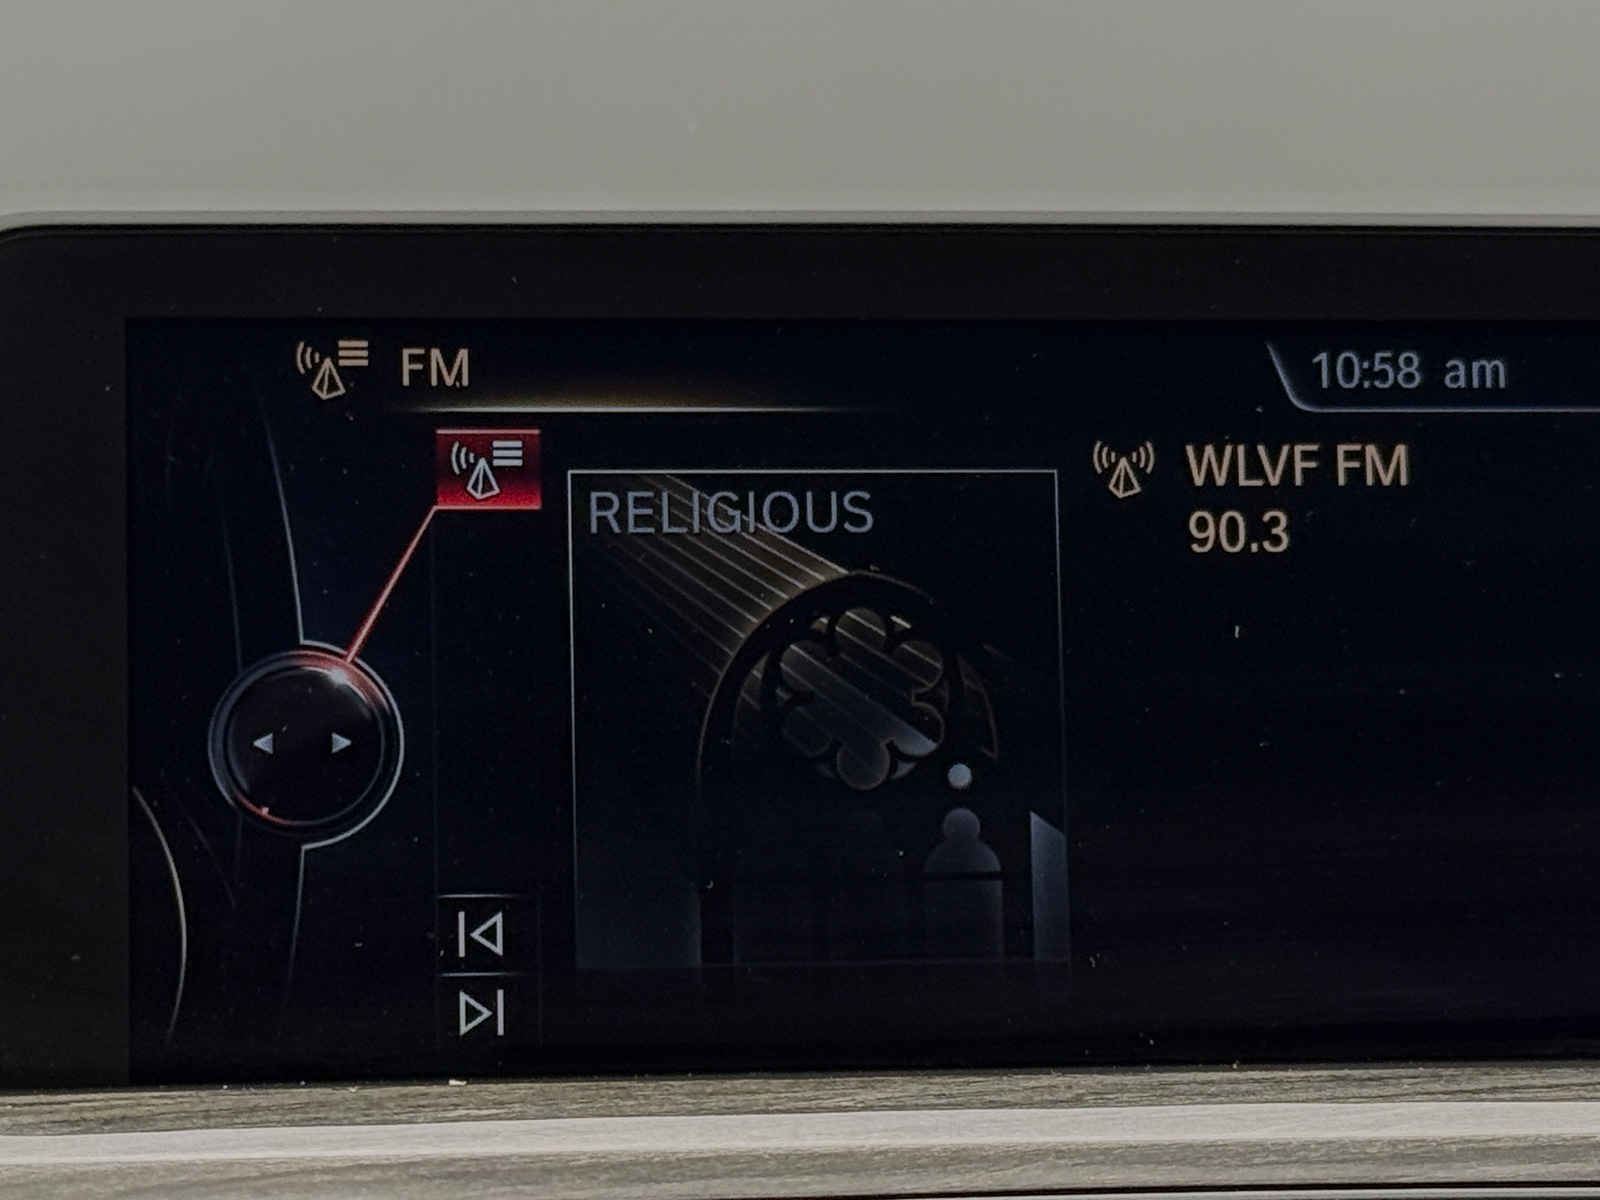 FM
10:58 am
RELIGIOUS
WLVF FM
90.3